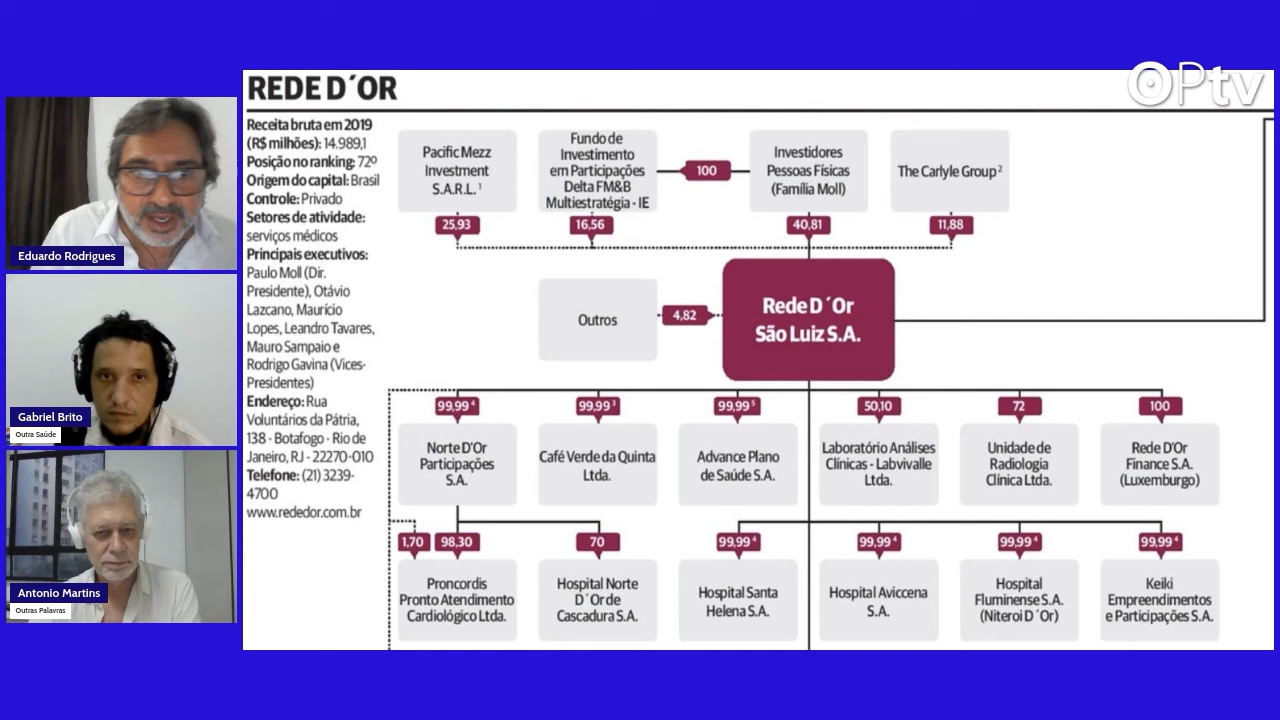 OPtv
REDE D´OR
Receita bruta em 2019
(R$ milhões): 14.989,1
Posição no ranking: 72º
Origem do capital: Brasil
Controle: Privado
Setores de atividade:
serviços médicos
Principais executivos:
Paulo Moll (Dir.
Presidente), Otávio
Lazcano, Maurício
Lopes, Leandro Tavares,
Mauro Sampaio e
Rodrigo Gavina (Vices-
Presidentes)
Endereço: Rua
Voluntários da Pátria,
138 - Botafogo - Rio de
Janeiro, RJ - 22270-010
Telefone: (21) 3239-
4700
www.rededor.com.br
Pacific Mezz
Investment
S.A.R.L. ¹
25,93
Fundo de
Investimento
em Participações
Delta FM&B
Multiestratégia - IE
16,56
100
Investidores
Pessoas Físicas
(Família Moll)
40,81
The Carlyle Group ²
11,88
Outros
4,82
Rede D´Or
São Luiz S.A.
99,99 ⁴
Norte D'Or
Participações
S.A.
99,99 ³
Café Verde da Quinta
Ltda.
99,99 ⁵
Advance Plano
de Saúde S.A.
50,10
Laboratório Análises
Clínicas - Labvivalle
Ltda.
72
Unidade de
Radiologia
Clínica Ltda.
100
Rede D'Or
Finance S.A.
(Luxemburgo)
1,70
98,30
Proncordis
Pronto Atendimento
Cardiológico Ltda.
70
Hospital Norte
D´Or de
Cascadura S.A.
99,99 ⁴
Hospital Santa
Helena S.A.
99,99 ⁴
Hospital Aviccena
S.A.
99,99 ⁴
Hospital
Fluminense S.A.
(Niteroi D´Or)
99,99 ⁴
Keiki
Empreendimentos
e Participações S.A.
Eduardo Rodrigues
Gabriel Brito
Outra Saúde
Antonio Martins
Outras Palavras